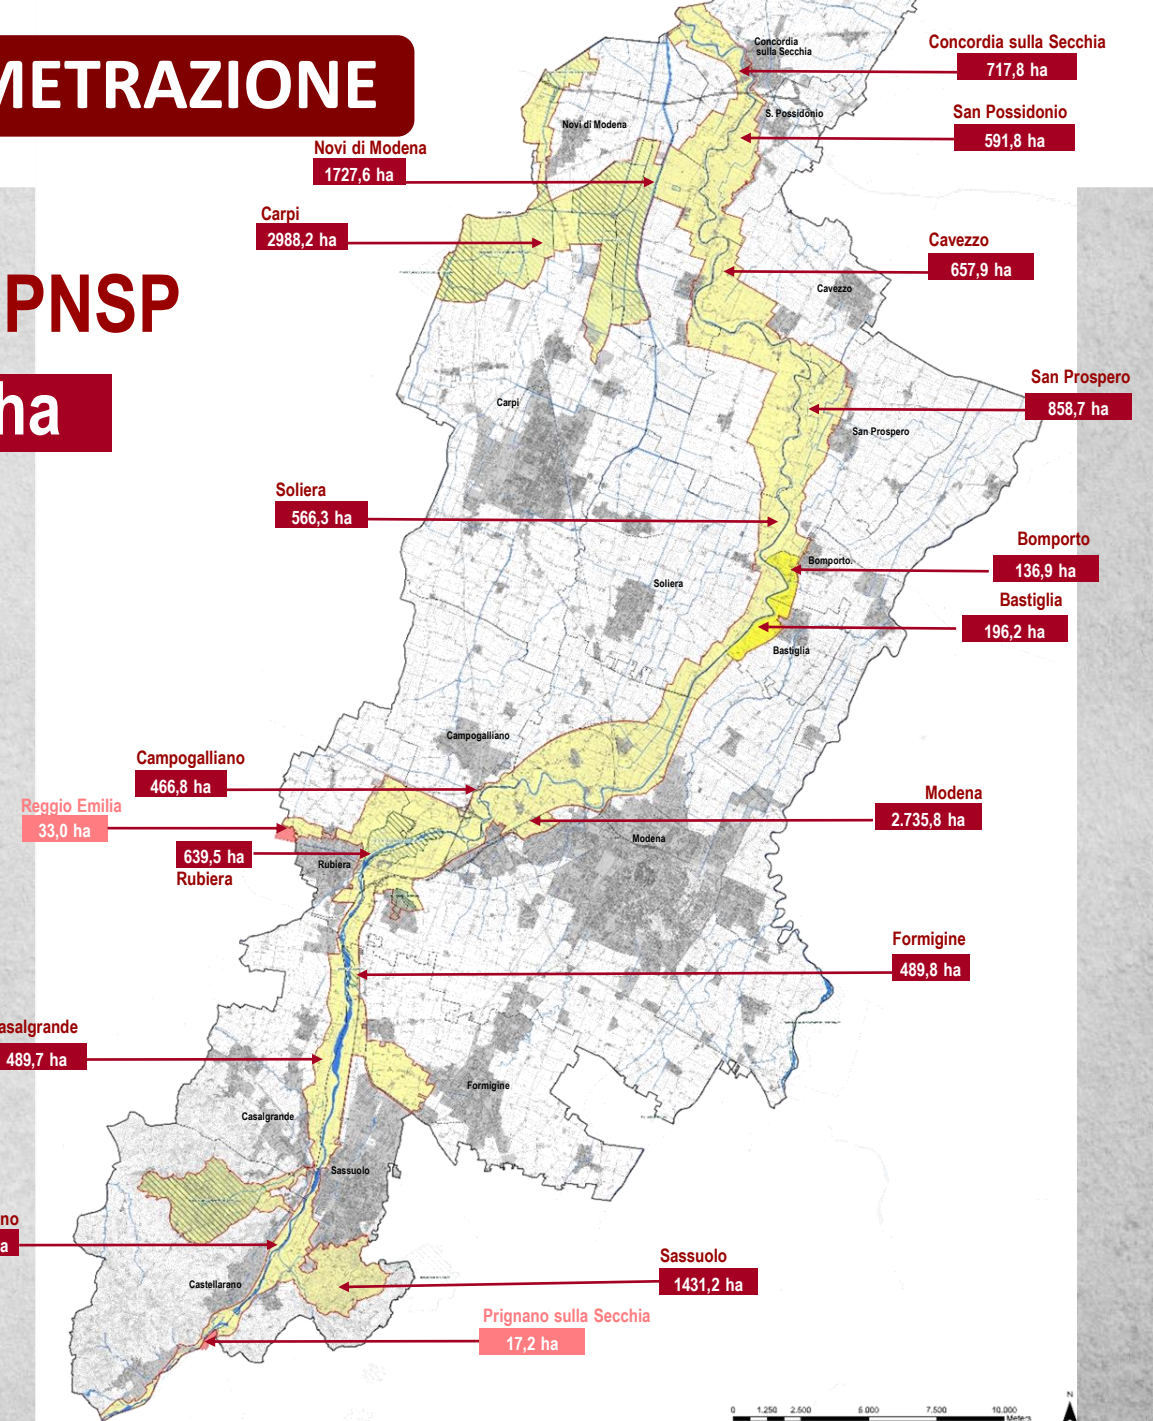 METRAZIONE
PNSP
ha
Concordia sulla Secchia
717,8 ha
San Possidonio
591,8 ha
Novi di Modena
1727,6 ha
Carpi
2988,2 ha
Cavezzo
657,9 ha
San Prospero
858,7 ha
Soliera
566,3 ha
Bomporto
136,9 ha
Bastiglia
196,2 ha
Campogalliano
466,8 ha
Reggio Emilia
33,0 ha
639,5 ha
Rubiera
Modena
2.735,8 ha
Formigine
489,8 ha
asalgrande
489,7 ha
no
a
Sassuolo
1431,2 ha
Prignano sulla Secchia
17,2 ha
Concordia
sulla Secchia
S. Possidonio
Novi di Modena
Cavezzo
Carpi
San Prospero
Bomporto.
Soliera
Bastiglia
Campogalliano
Modena
Rubiera
Formigine
Casalgrande
Sassuolo
Castellarano
N
0 1.250 2.500 5.000 7.500 10.000
Meters